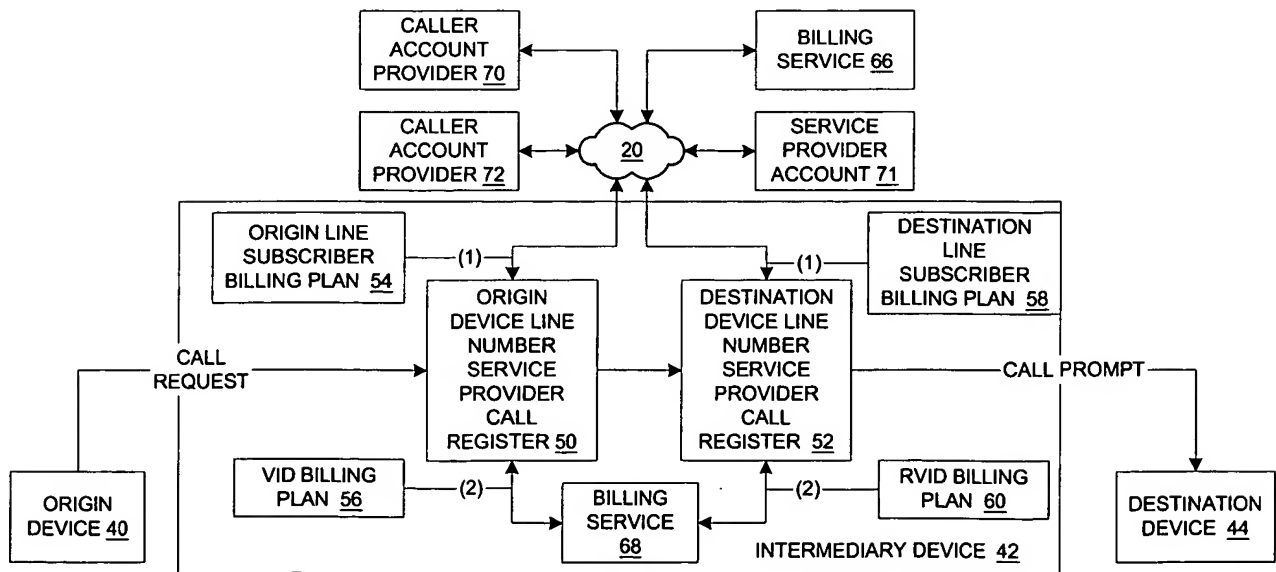 CALLER
ACCOUNT
PROVIDER 70
BILLING
SERVICE 66
CALLER
ACCOUNT
PROVIDER 72
20
SERVICE
PROVIDER
ACCOUNT 71
ORIGIN LINE
SUBSCRIBER
BILLING PLAN 54
(1)
(1)
DESTINATION
LINE
SUBSCRIBER
BILLING PLAN 58
CALL
REQUEST
ORIGIN
DEVICE LINE
NUMBER
SERVICE
PROVIDER
CALL
REGISTER 50
DESTINATION
DEVICE LINE
NUMBER
SERVICE
PROVIDER
CALL
REGISTER 52
CALL PROMPT
ORIGIN
DEVICE 40
VID BILLING
PLAN 56
(2)
BILLING
SERVICE
68
(2)
RVID BILLING
PLAN 60
DESTINATION
DEVICE 44
INTERMEDIARY DEVICE 42